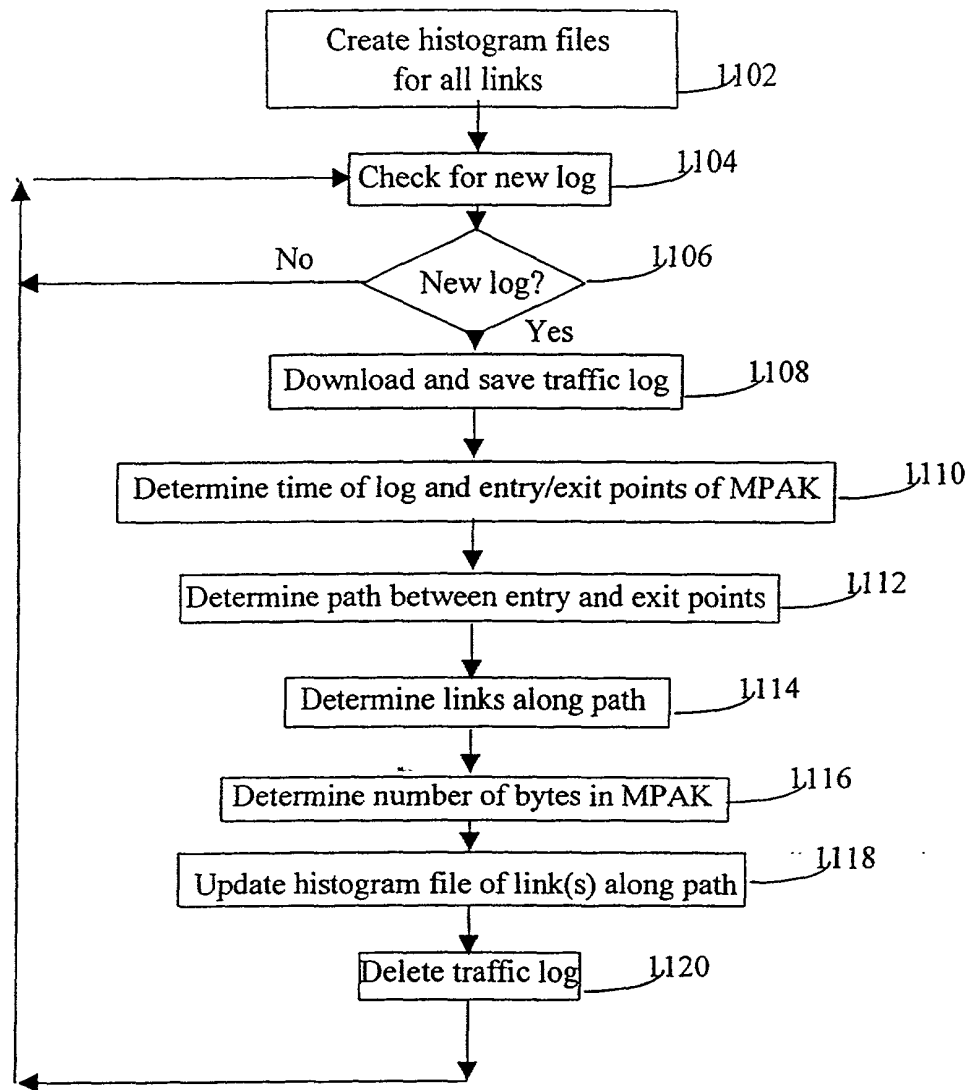 Create histogram files
for all links
1102
Check for new log
1104
No
New log?
1106
Yes
Download and save traffic log
1108
Determine time of log and entry/exit points of MPAK
1110
Determine path between entry and exit points
1112
Determine links along path
1114
Determine number of bytes in MPAK
1116
Update histogram file of link(s) along path
1118
Delete traffic log
1120